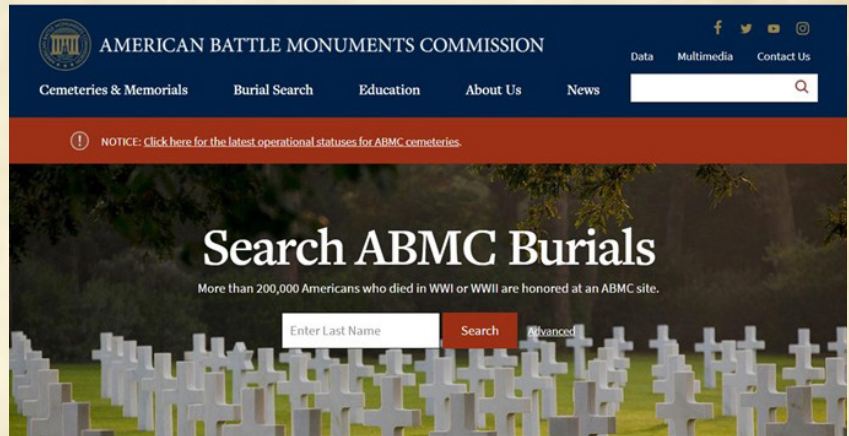 AMERICAN BATTLE MONUMENTS COMMISSION
Data Multimedia Contact Us
Cemeteries & Memorials Burial Search Education About Us News
NOTICE: Click here for the latest operational statuses for ABMC cemeteries.
Search ABMC Burials
More than 200,000 Americans who died in WWI or WWII are honored at an ABMC site.
Enter Last Name Search Advanced